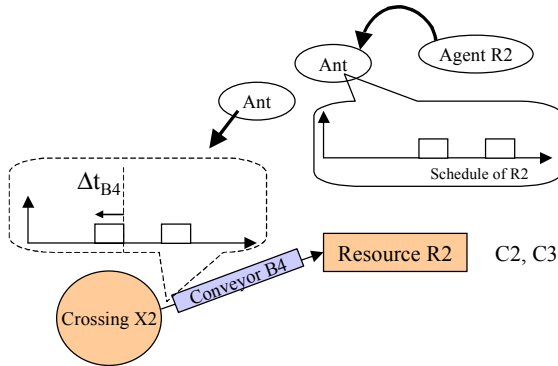 Ant
Agent R2
Ant
Schedule of R2
Δt_B4
Resource R2
C2, C3
Conveyor B4
Crossing X2